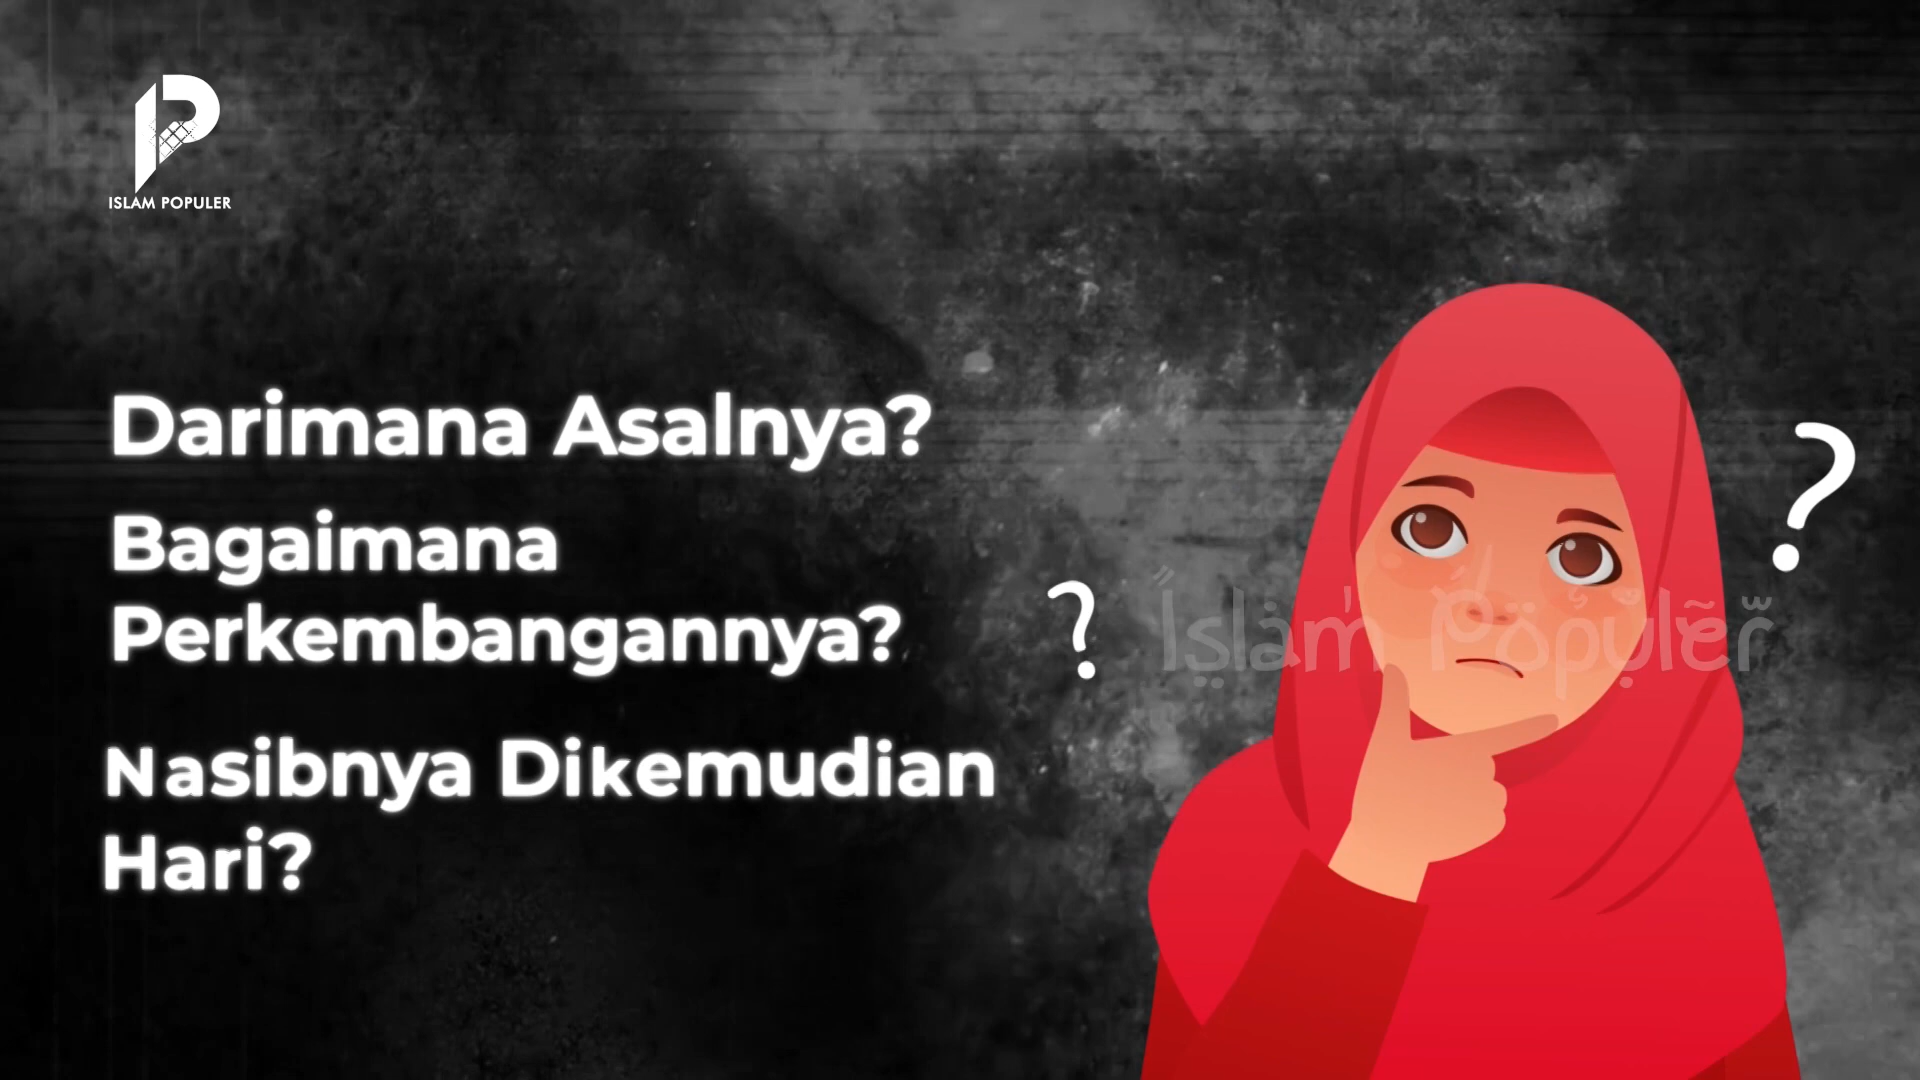 ISLAM POPULER
Darimana Asalnya?
Bagaimana
Perkembangannya?
Nasibnya Dikemudian
Hari?
?
?
Islam Populer